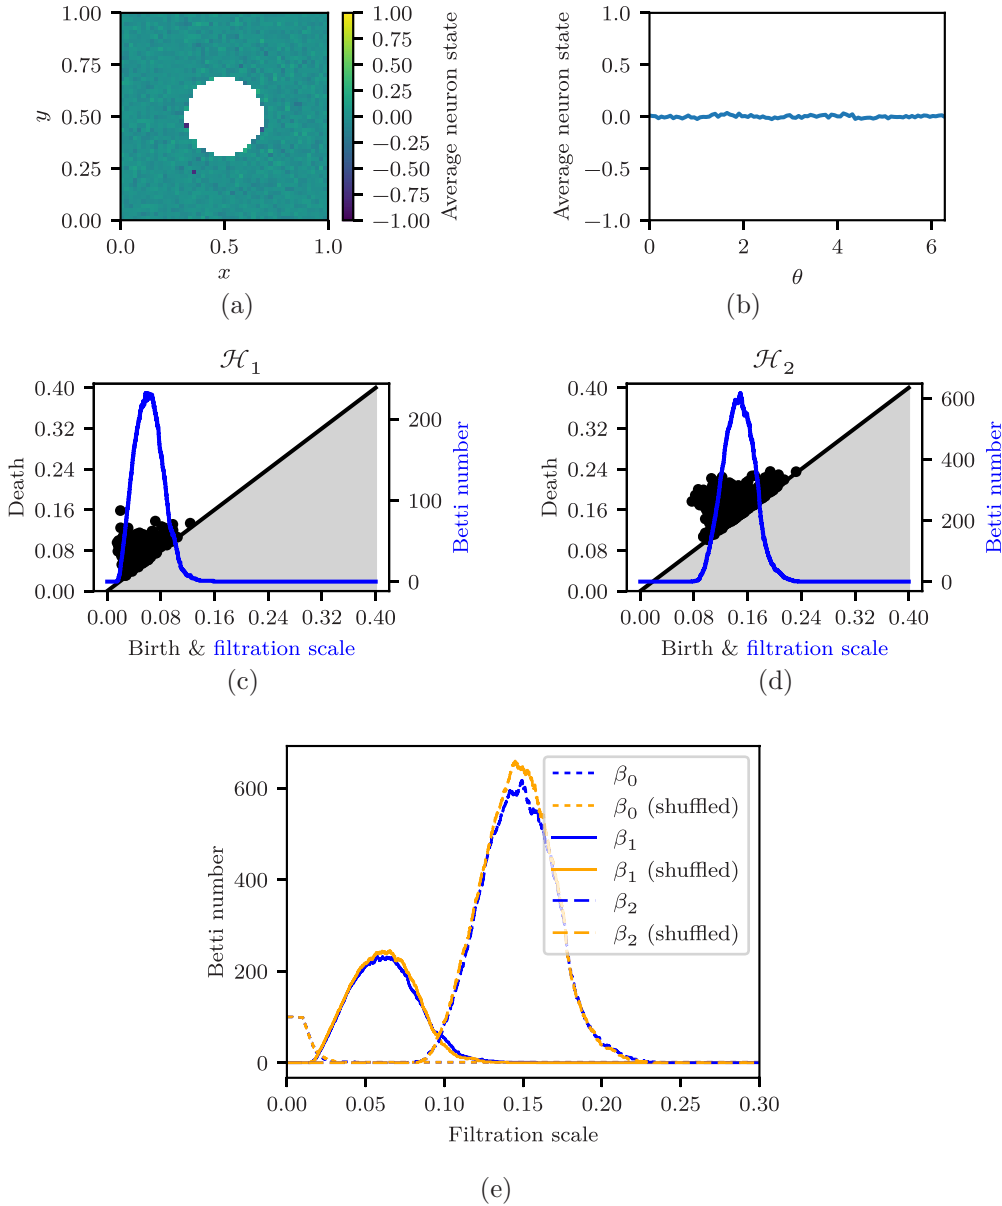 1.00
0.75
0.50
0.25
0.00
y
0.0
0.5
1.0
x
1.00
0.75
0.50
0.25
0.00
−0.25
−0.50
−0.75
−1.00
Average neuron state
(a)
1.0
0.5
0.0
−0.5
−1.0
Average neuron state
0
2
4
6
θ
(b)
ℋ1
0.40
0.32
0.24
0.16
0.08
0.00
Death
200
100
0
Betti number
0.00 0.08 0.16 0.24 0.32 0.40
Birth & filtration scale
(c)
ℋ2
0.40
0.32
0.24
0.16
0.08
0.00
Death
600
400
200
0
Betti number
0.00 0.08 0.16 0.24 0.32 0.40
Birth & filtration scale
(d)
600
400
200
0
Betti number
β0
β0 (shuffled)
β1
β1 (shuffled)
β2
β2 (shuffled)
0.00 0.05 0.10 0.15 0.20 0.25 0.30
Filtration scale
(e)